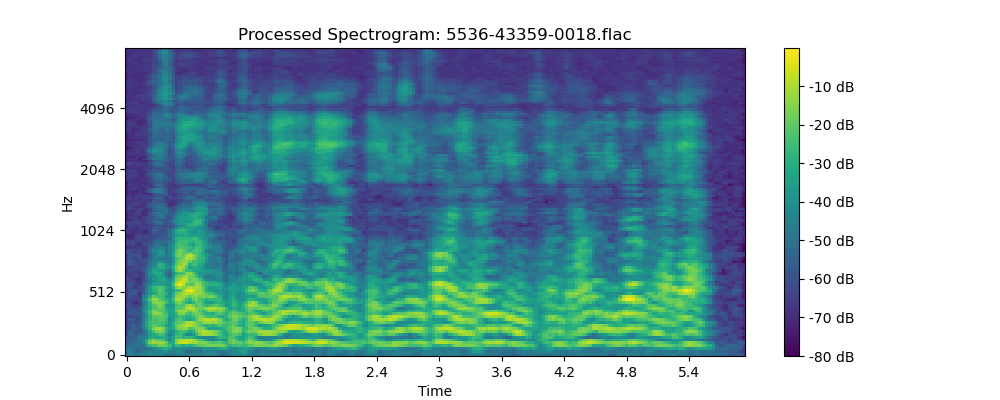 Processed Spectrogram: 5536-43359-0018.flac
Hz
4096
2048
1024
512
0
0 0.6 1.2 1.8 2.4 3 3.6 4.2 4.8 5.4
Time
-10 dB
-20 dB
-30 dB
-40 dB
-50 dB
-60 dB
-70 dB
-80 dB